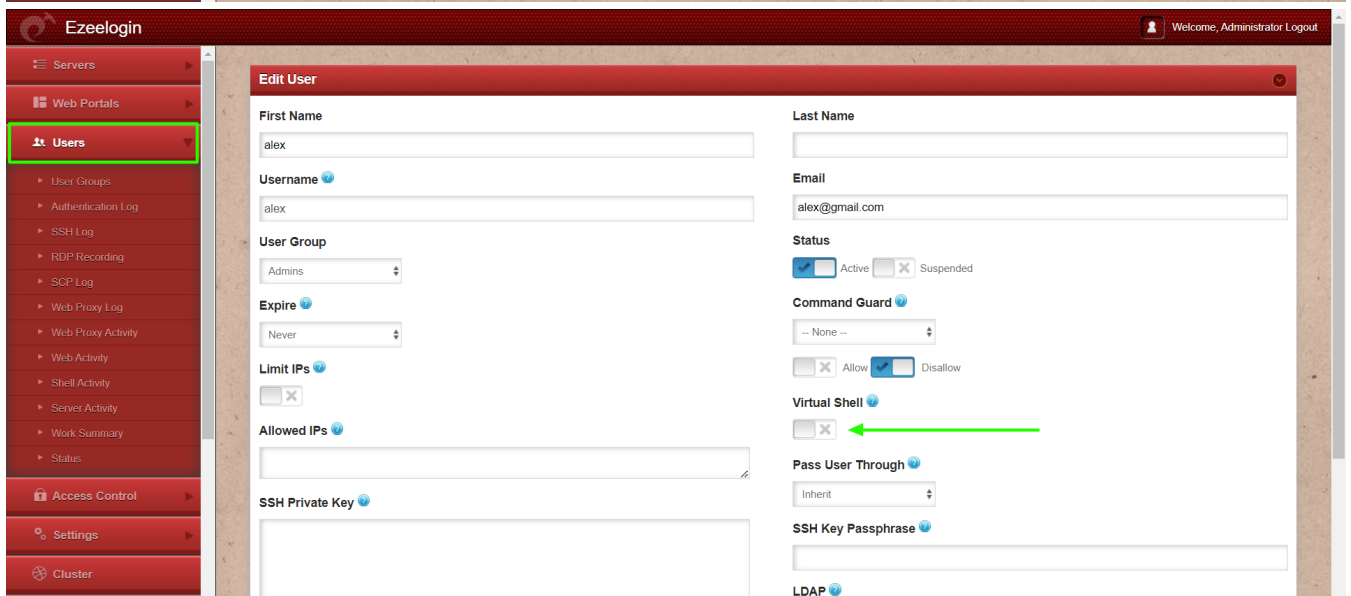 Ezeelogin
Welcome, Administrator Logout
Servers
Web Portals
Users
User Groups
Authentication Log
SSH Log
RDP Recording
SCP Log
Web Proxy Log
Web Proxy Activity
Web Activity
Shell Activity
Server Activity
Work Summary
Status
Access Control
Settings
Cluster
Edit User
First Name
alex
Last Name
Username
alex
Email
alex@gmail.com
User Group
Admins
Status
Active Suspended
Expire
Never
Command Guard
-- None --
Allow Disallow
Limit IPs
Virtual Shell
Allowed IPs
Pass User Through
Inherit
SSH Private Key
SSH Key Passphrase
LDAP